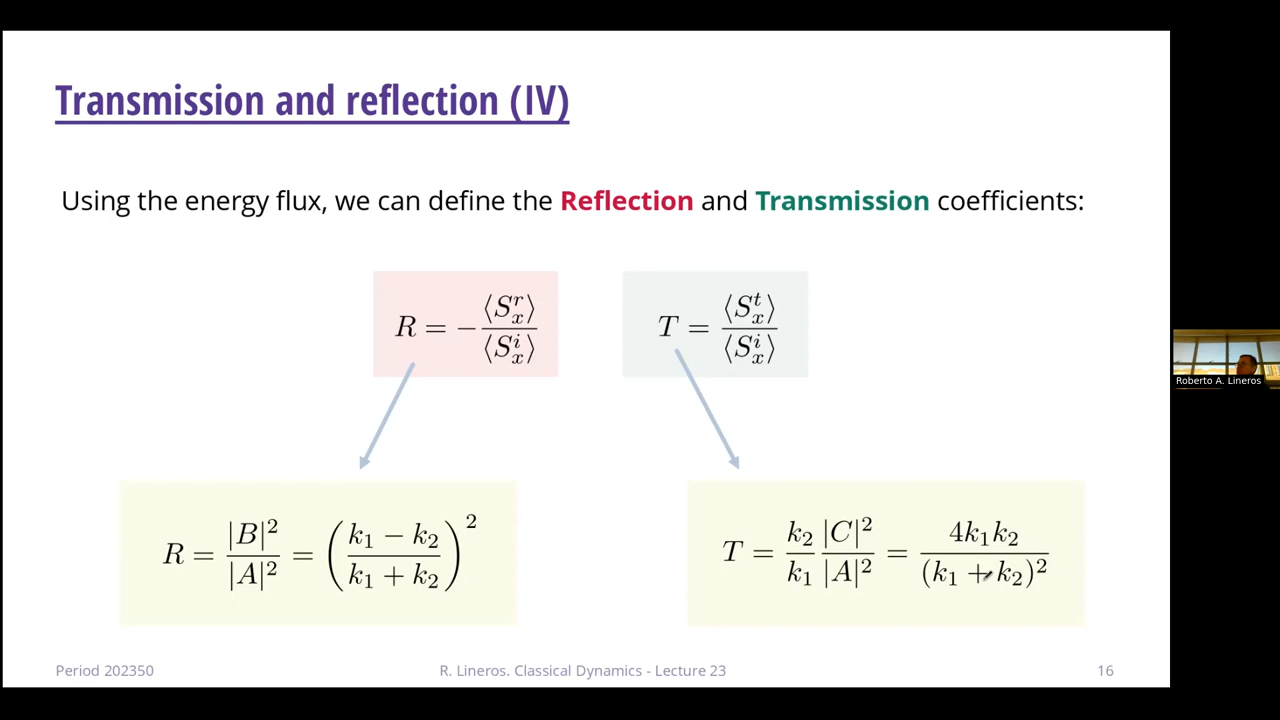 Transmission and reflection (IV)
Using the energy flux, we can define the Reflection and Transmission coefficients:
R = −⟨S_x^r⟩/⟨S_x^i⟩
T = ⟨S_x^t⟩/⟨S_x^i⟩
R = |B|²/|A|² = ((k₁ − k₂)/(k₁ + k₂))²
T = k₂/k₁ |C|²/|A|² = 4k₁k₂/(k₁ + k₂)²
Period 202350
R. Lineros. Classical Dynamics - Lecture 23
16
Roberto A. Lineros